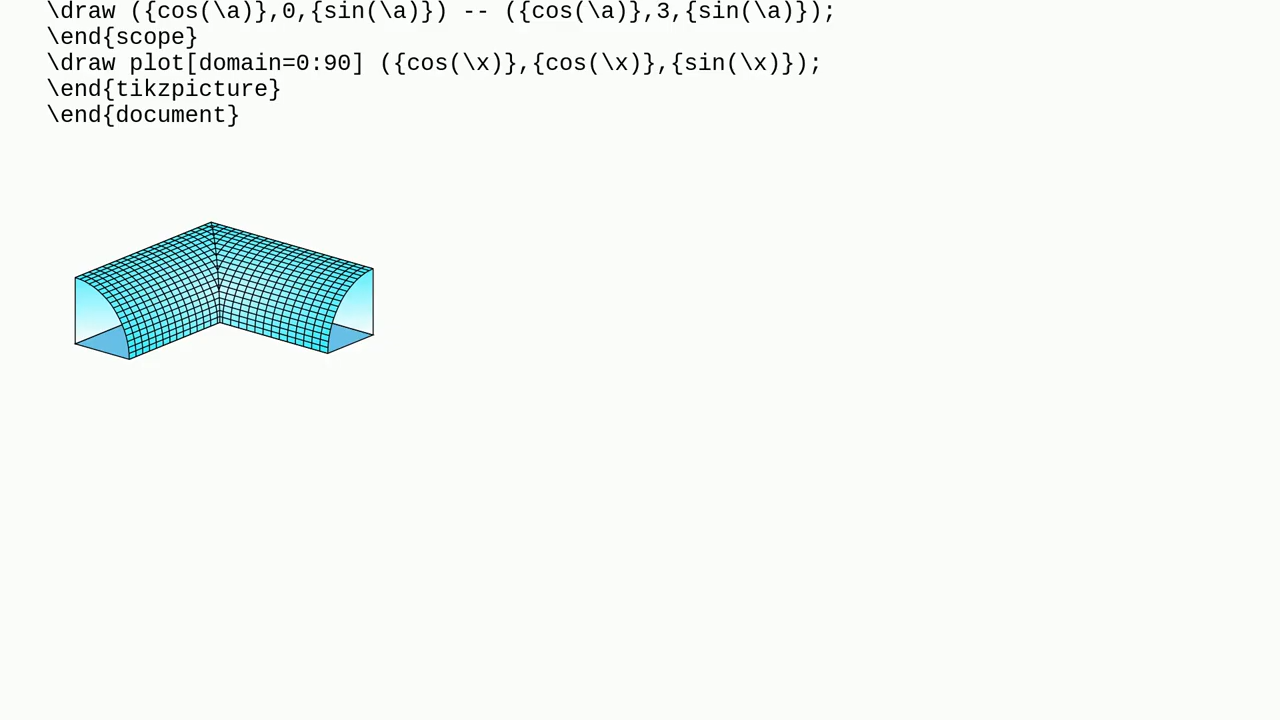 \draw ({cos(\a)},0,{sin(\a)}) -- ({cos(\a)},3,{sin(\a)});
\end{scope}
\draw plot[domain=0:90] ({cos(\x)},{cos(\x)},{sin(\x)});
\end{tikzpicture}
\end{document}